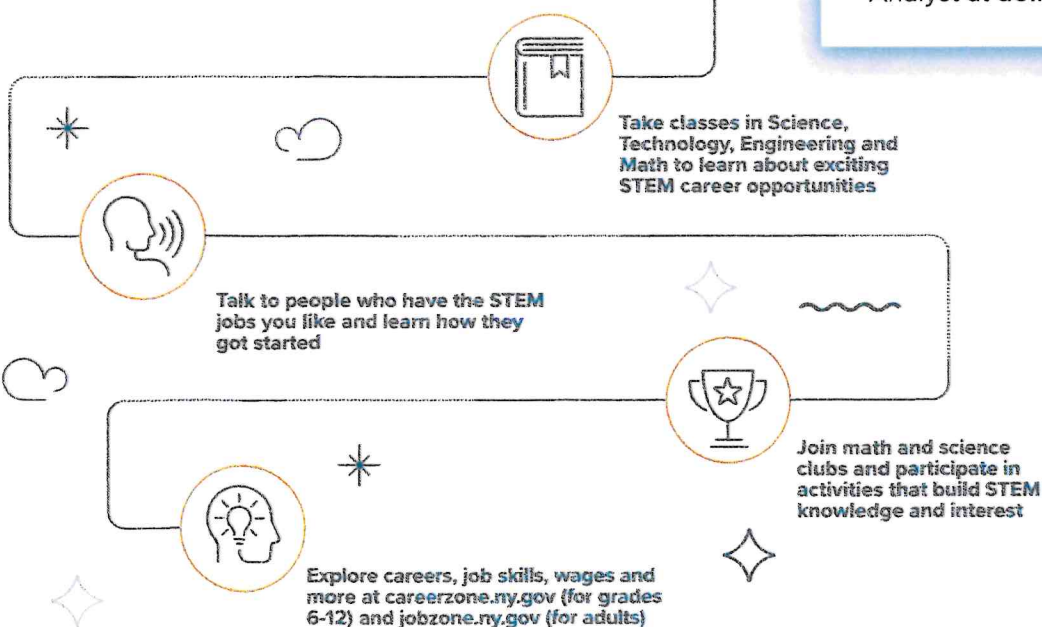 Analyst at
Take classes in Science,
Technology, Engineering and
Math to learn about exciting
STEM career opportunities
Talk to people who have the STEM
jobs you like and learn how they
got started
Join math and science
clubs and participate in
activities that build STEM
knowledge and interest
Explore careers, job skills, wages and
more at careerzone.ny.gov (for grades
6-12) and jobzone.ny.gov (for adults)